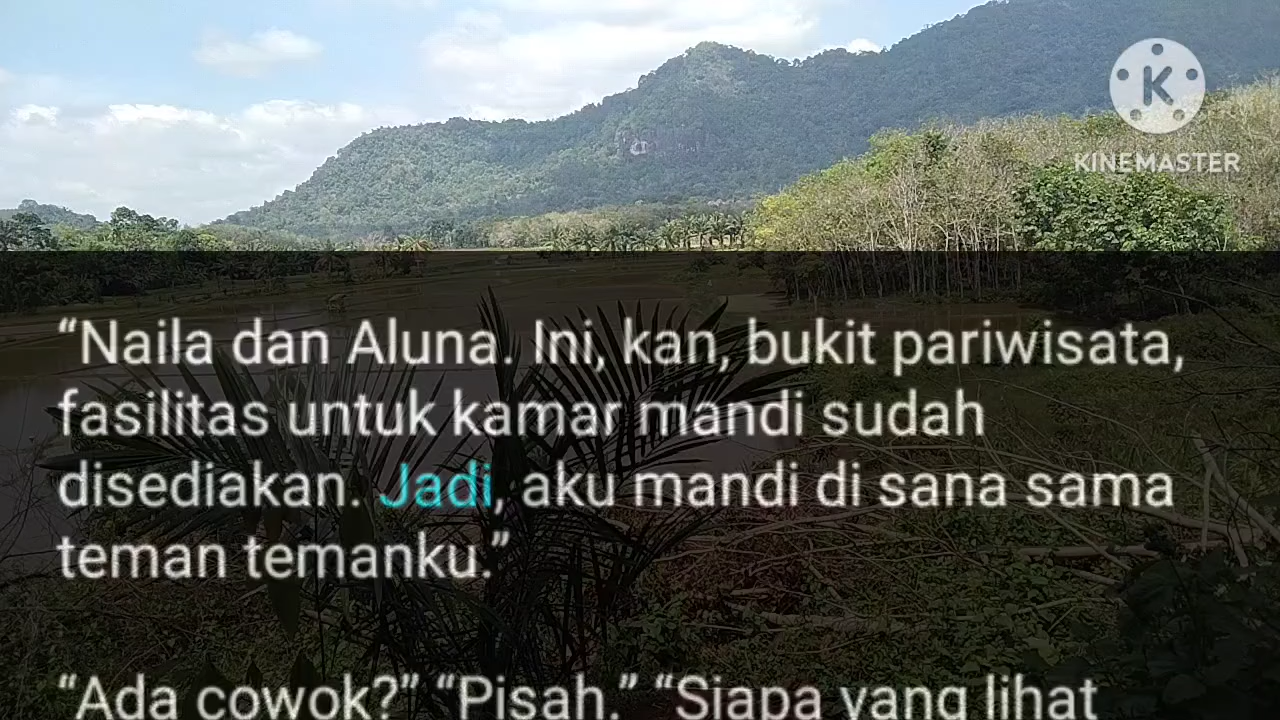 K
KINEMASTER
“Naila dan Aluna. Ini, kan, bukit pariwisata,
fasilitas untuk kamar mandi sudah
disediakan. Jadi, aku mandi di sana sama
teman temanku.”
“Ada cowok?” “Pisah.” “Siapa yang lihat